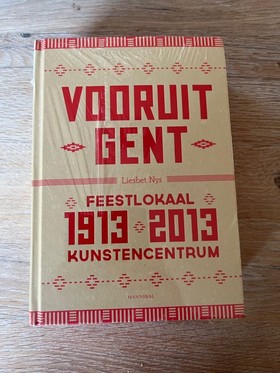 VOORUIT
GENT
Liesbet Nys
FEESTLOKAAL
1913 2013
KUNSTENCENTRUM
HANNIBAL